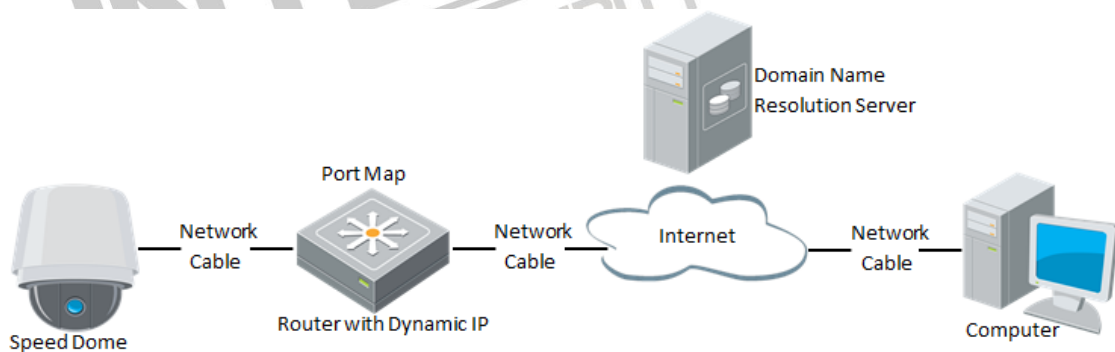 Domain Name
Resolution Server
Port Map
Network
Cable
Network
Cable
Internet
Network
Cable
Router with Dynamic IP
Speed Dome
Computer